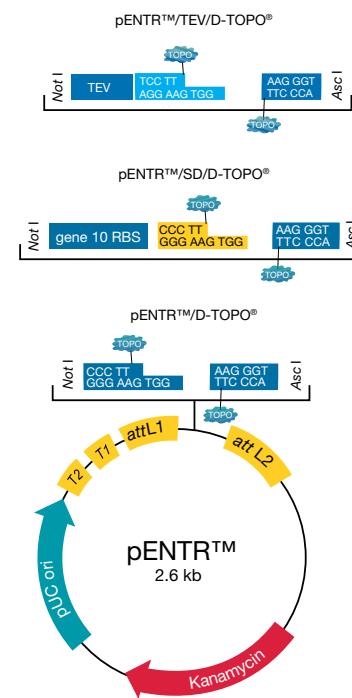 pENTR™/TEV/D-TOPO®
TOPO
Not I
TEV
TCC TT
AGG AAG TGG
AAG GGT
TTC CCA
Asc I
TOPO
pENTR™/SD/D-TOPO®
TOPO
Not I
gene 10 RBS
CCC TT
GGG AAG TGG
AAG GGT
TTC CCA
Asc I
TOPO
pENTR™/D-TOPO®
TOPO
Not I
CCC TT
GGG AAG TGG
AAG GGT
TTC CCA
Asc I
TOPO
attL1
att L2
T1
T2
pUC ori
pENTR™
2.6 kb
Kanamycin